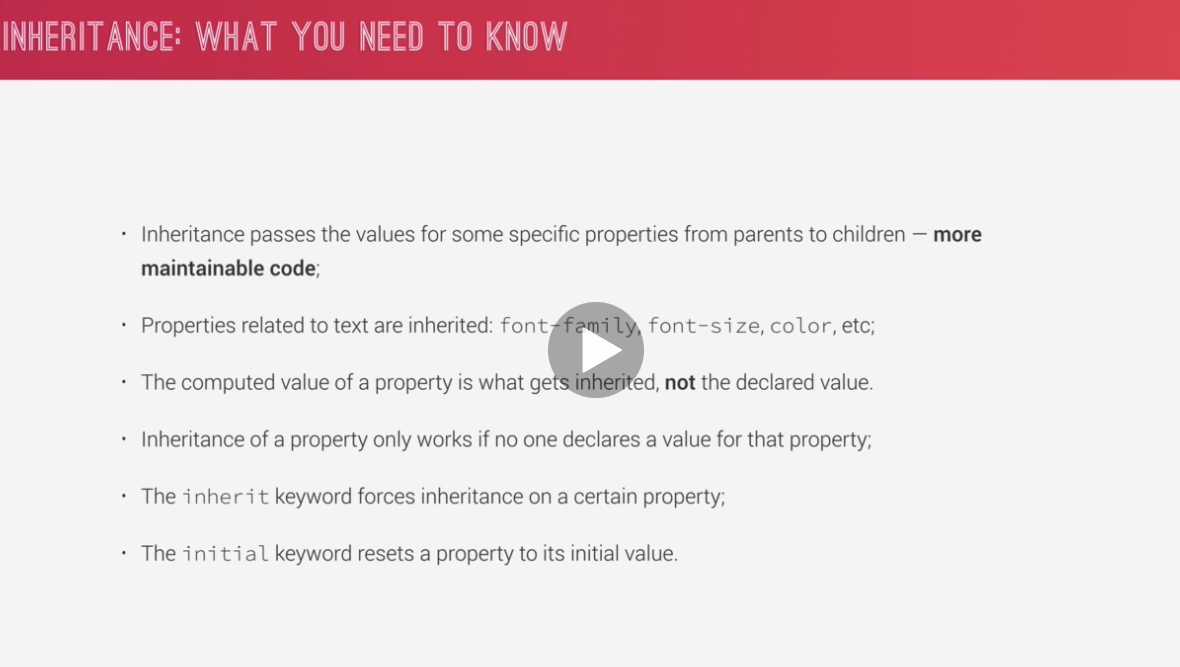 INHERITANCE: WHAT YOU NEED TO KNOW
• Inheritance passes the values for some specific properties from parents to children — more
maintainable code;
• Properties related to text are inherited: font-family, font-size, color, etc;
• The computed value of a property is what gets inherited, not the declared value.
• Inheritance of a property only works if no one declares a value for that property;
• The inherit keyword forces inheritance on a certain property;
• The initial keyword resets a property to its initial value.